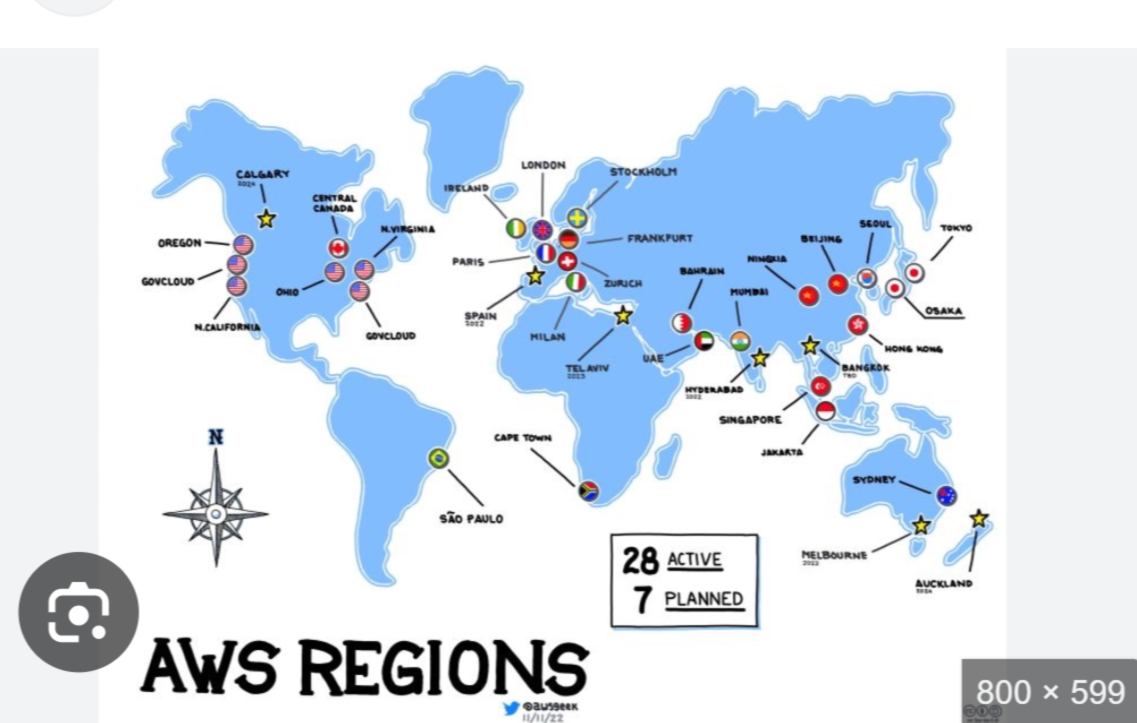 LONDON
STOCKHOLM
IRELAND
CALGARY
2024
CENTRAL
CANADA
N.VIRGINIA
OREGON
GOVCLOUD
OHIO
N.CALIFORNIA
GOVCLOUD
PARIS
FRANKFURT
ZURICH
SPAIN
2022
MILAN
TEL AVIV
2023
BAHRAIN
UAE
MUMBAI
HYDERABAD
2022
NINGXIA
BEIJING
SEOUL
TOKYO
OSAKA
HONG KONG
BANGKOK
TBD
SINGAPORE
JAKARTA
N
CAPE TOWN
SÃO PAULO
SYDNEY
MELBOURNE
AUCKLAND
2024
28 ACTIVE
7 PLANNED
AWS REGIONS
@awsgeek
11/11/22
800 × 599